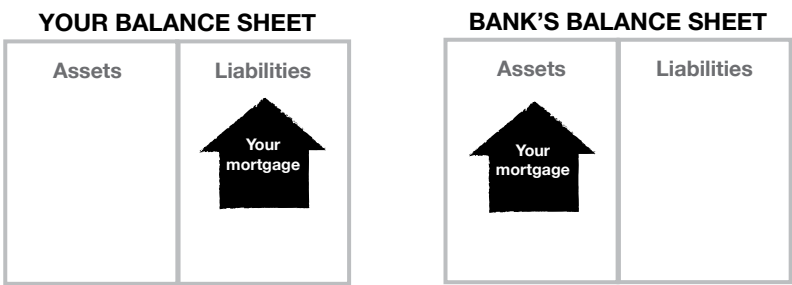 YOUR BALANCE SHEET
Assets
Liabilities
Your
mortgage
BANK’S BALANCE SHEET
Assets
Liabilities
Your
mortgage